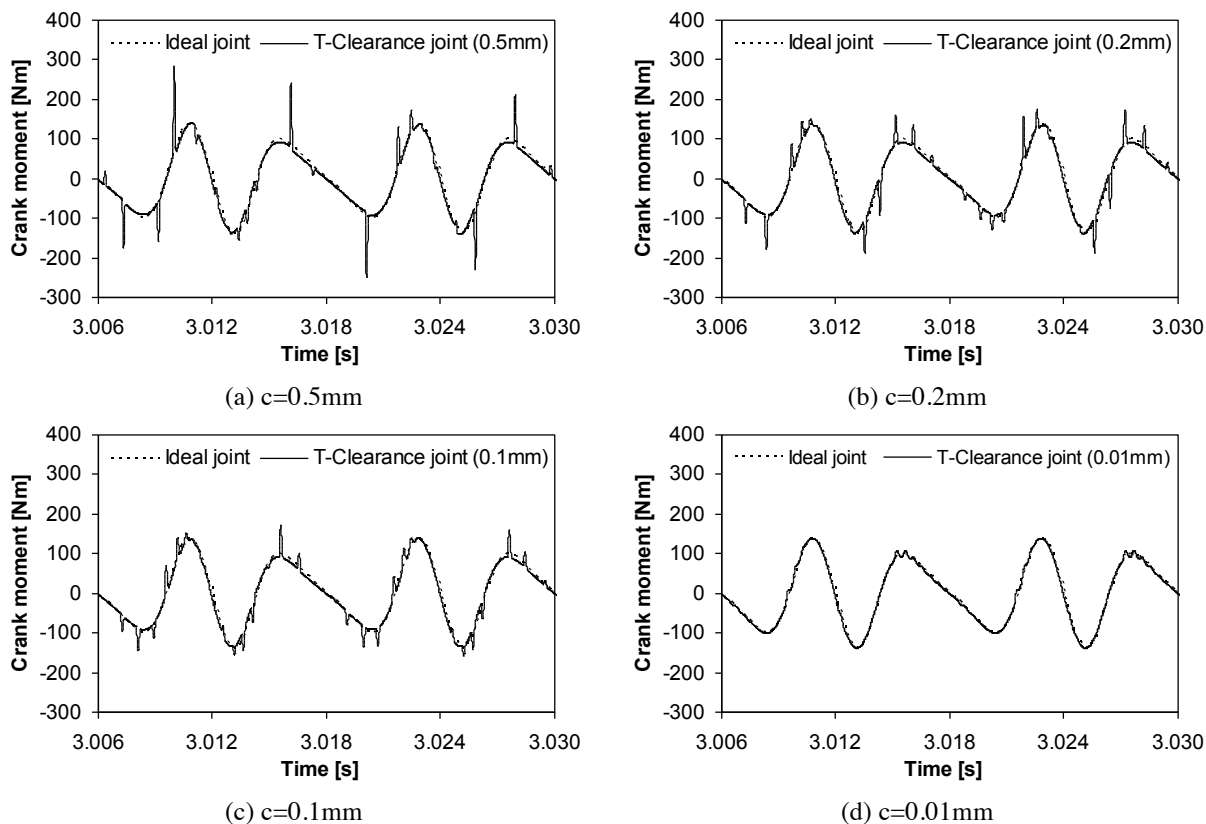 400
300
200
100
0
-100
-200
-300
Crank moment [Nm]
Ideal joint
T-Clearance joint (0.5mm)
3.006 3.012 3.018 3.024 3.030
Time [s]
(a) c=0.5mm
400
300
200
100
0
-100
-200
-300
Crank moment [Nm]
Ideal joint
T-Clearance joint (0.2mm)
3.006 3.012 3.018 3.024 3.030
Time [s]
(b) c=0.2mm
400
300
200
100
0
-100
-200
-300
Crank moment [Nm]
Ideal joint
T-Clearance joint (0.1mm)
3.006 3.012 3.018 3.024 3.030
Time [s]
(c) c=0.1mm
400
300
200
100
0
-100
-200
-300
Crank moment [Nm]
Ideal joint
T-Clearance joint (0.01mm)
3.006 3.012 3.018 3.024 3.030
Time [s]
(d) c=0.01mm